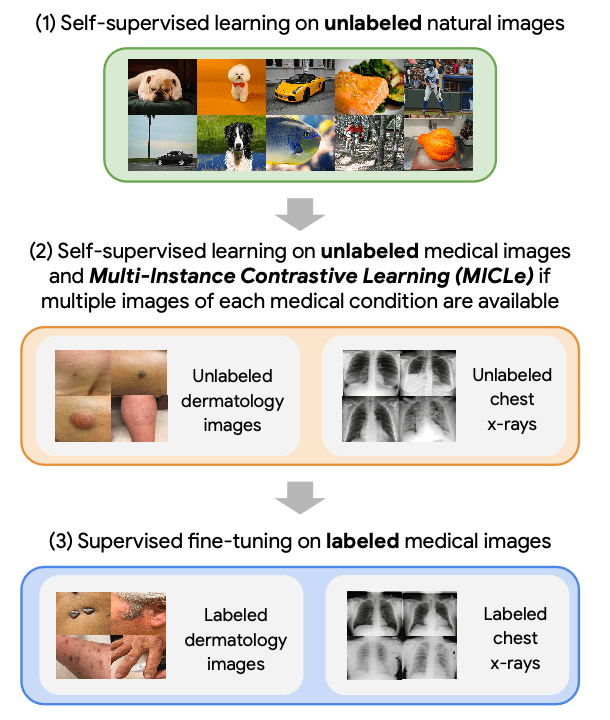 (1) Self-supervised learning on unlabeled natural images
(2) Self-supervised learning on unlabeled medical images
and Multi-Instance Contrastive Learning (MICLe) if
multiple images of each medical condition are available
Unlabeled
dermatology
images
Unlabeled
chest
x-rays
(3) Supervised fine-tuning on labeled medical images
Labeled
dermatology
images
Labeled
chest
x-rays